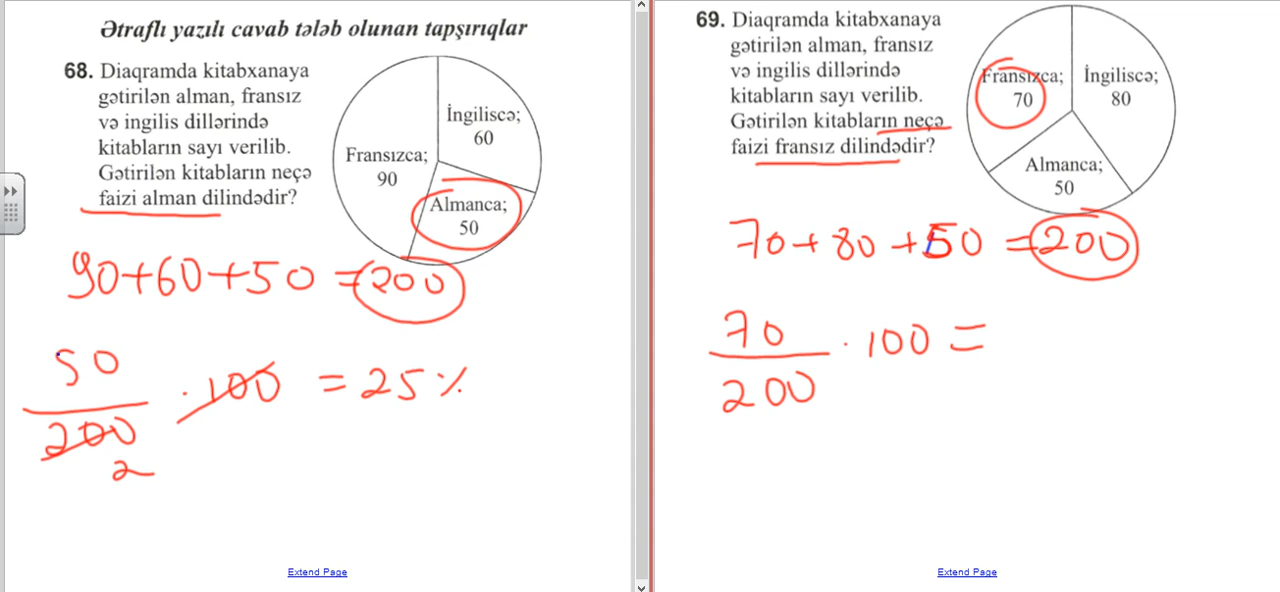 Ətraflı yazılı cavab tələb olunan tapşırıqlar
68. Diaqramda kitabxanaya
gətirilən alman, fransız
və ingilis dillərində
kitabların sayı verilib.
Gətirilən kitabların neçə
faizi alman dilindədir?
İngiliscə;
60
Fransızca;
90
Almanca;
50
90+60+50=200
50
200
2
· 100 = 25 %
Extend Page
69. Diaqramda kitabxanaya
gətirilən alman, fransız
və ingilis dillərində
kitabların sayı verilib.
Gətirilən kitabların neçə
faizi fransız dilindədir?
Fransızca;
70
İngiliscə;
80
Almanca;
50
70+80+50=200
70
200
· 100 =
Extend Page